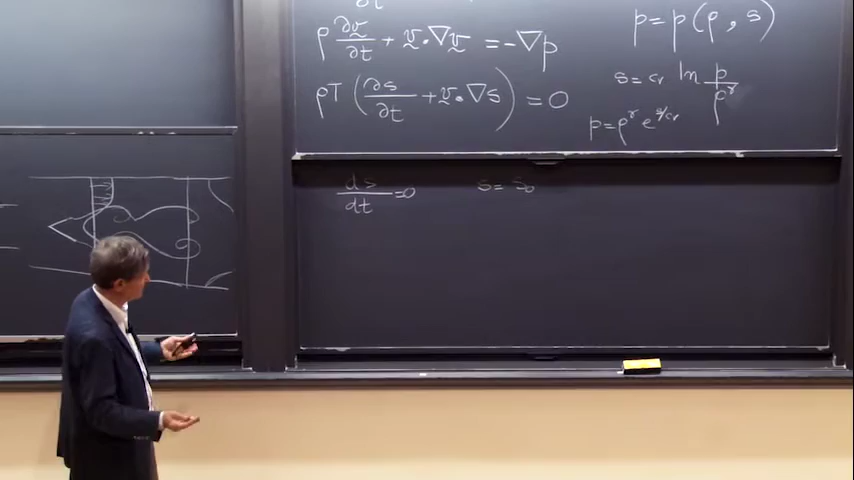 ρ ∂v/∂t + v·∇v = -∇p
ρT (∂s/∂t + v·∇s) = 0
p = p(ρ, s)
s = cv ln p/ρ^γ
p = ρ^γ e^s/cv
ds/dt = 0
s = s₀